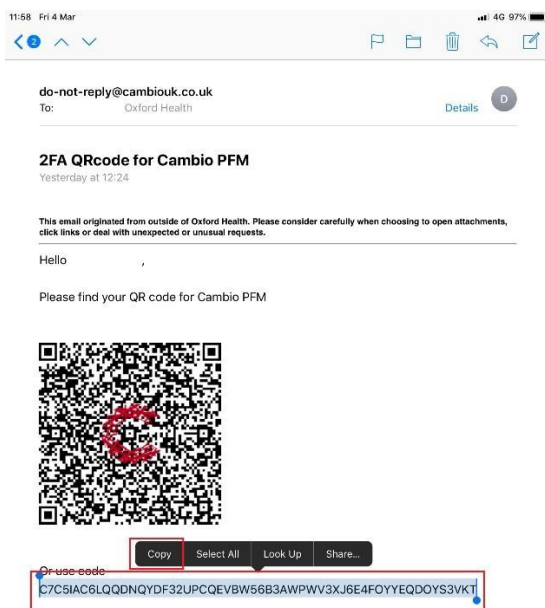 11:58 Fri 4 Mar 4G 97%
2
do-not-reply@cambiouk.co.uk D
To: Oxford Health Details
2FA QRcode for Cambio PFM
Yesterday at 12:24
This email originated from outside of Oxford Health. Please consider carefully when choosing to open attachments,
click links or deal with unexpected or unusual requests.
Hello ,
Please find your QR code for Cambio PFM
Copy Select All Look Up Share...
Or use code
C7C5IAC6LQQDNQYDF32UPCQEVBW56B3AWPWV3XJ6E4FOYYEQDOYS3VKT